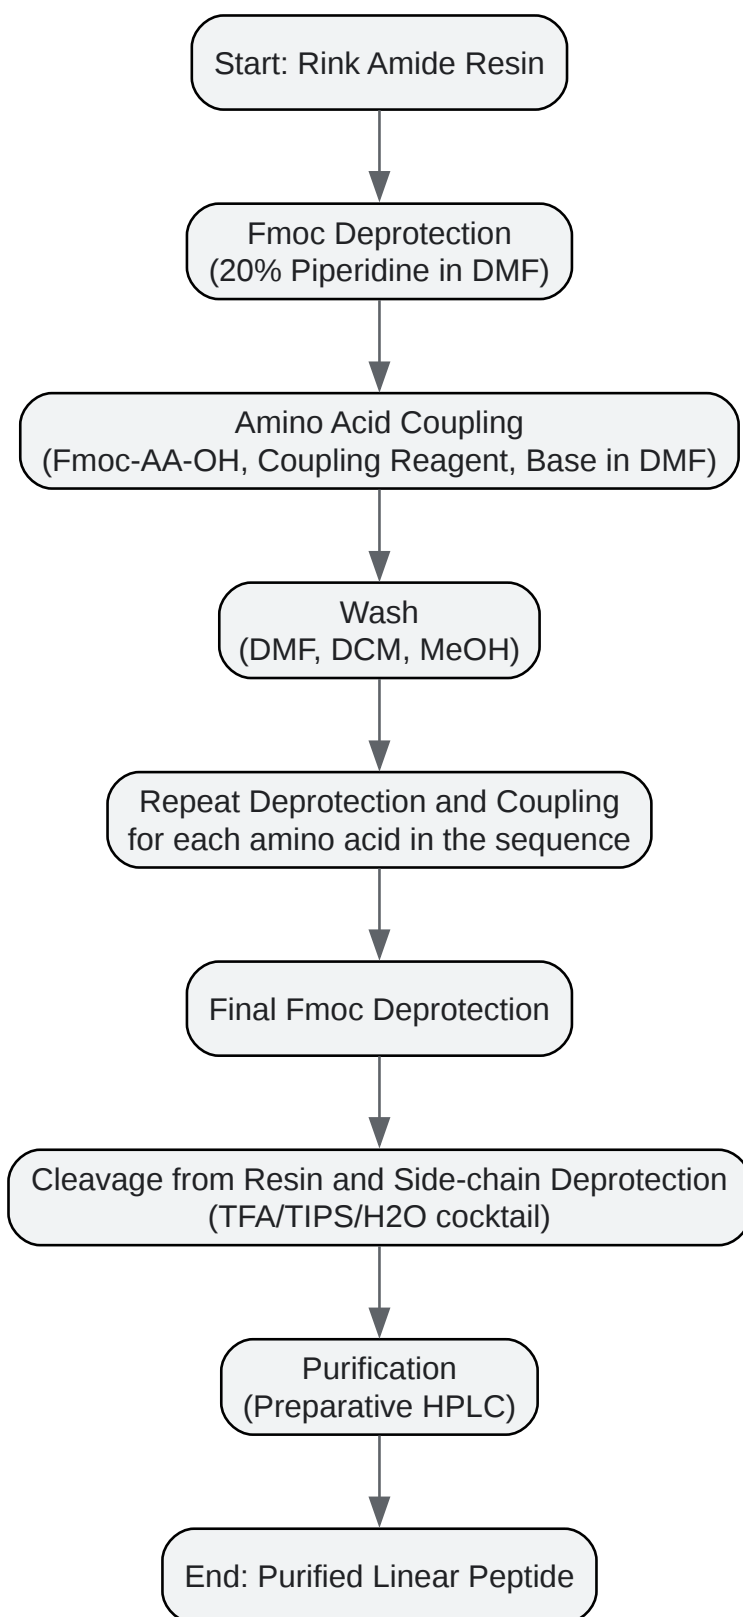 Start: Rink Amide Resin
Fmoc Deprotection
(20% Piperidine in DMF)
Amino Acid Coupling
(Fmoc-AA-OH, Coupling Reagent, Base in DMF)
Wash
(DMF, DCM, MeOH)
Repeat Deprotection and Coupling
for each amino acid in the sequence
Final Fmoc Deprotection
Cleavage from Resin and Side-chain Deprotection
(TFA/TIPS/H2O cocktail)
Purification
(Preparative HPLC)
End: Purified Linear Peptide